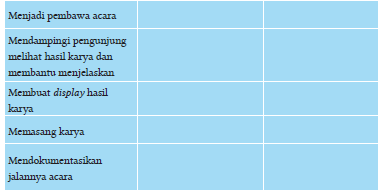 Menjadi pembawa acara
Mendampingi pengunjung
melihat hasil karya dan
membantu menjelaskan
Membuat display hasil
karya
Memasang karya
Mendokumentasikan
jalannya acara